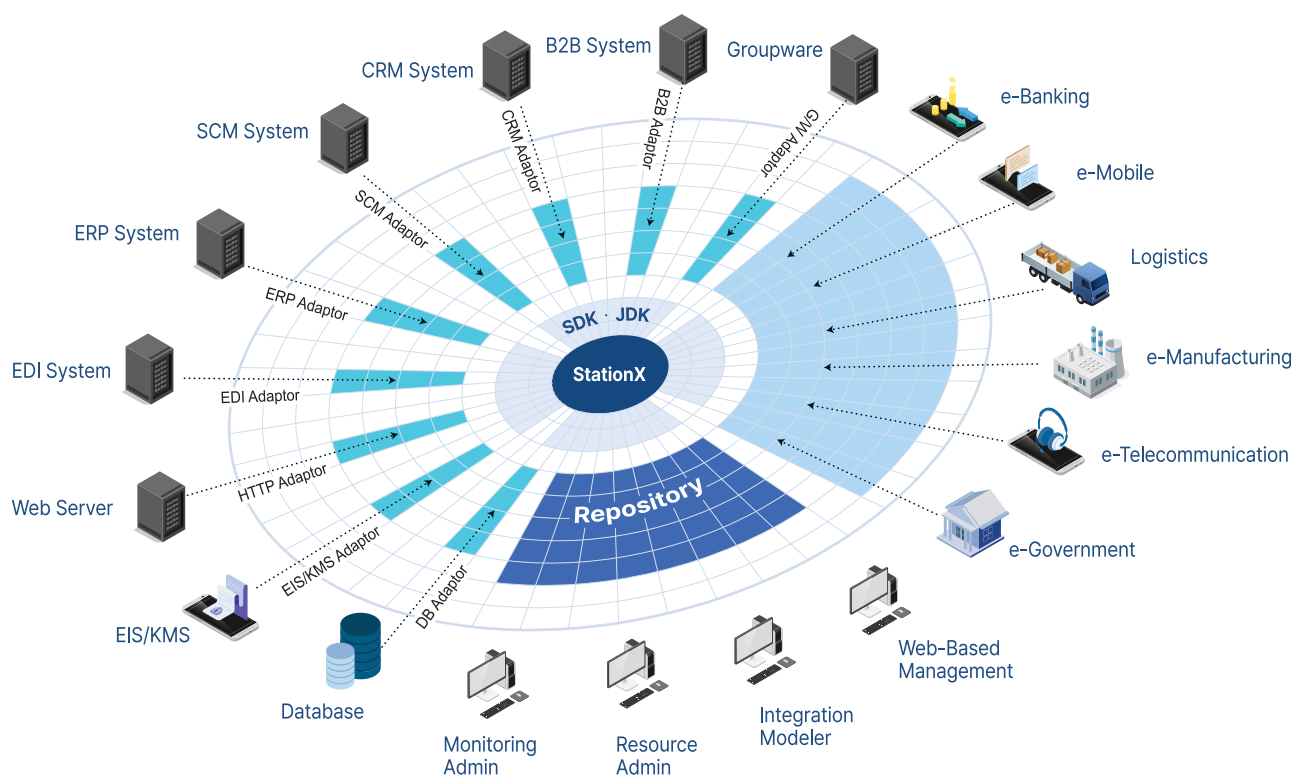 B2B System
Groupware
CRM System
e-Banking
SCM System
e-Mobile
ERP System
Logistics
EDI System
e-Manufacturing
Web Server
e-Telecommunication
EIS/KMS
e-Government
Database
Monitoring
Admin
Resource
Admin
Integration
Modeler
Web-Based
Management
B2B Adaptor
G/W Adaptor
CRM Adaptor
SCM Adaptor
ERP Adaptor
EDI Adaptor
HTTP Adaptor
EIS/KMS Adaptor
DB Adaptor
SDK · JDK
StationX
Repository